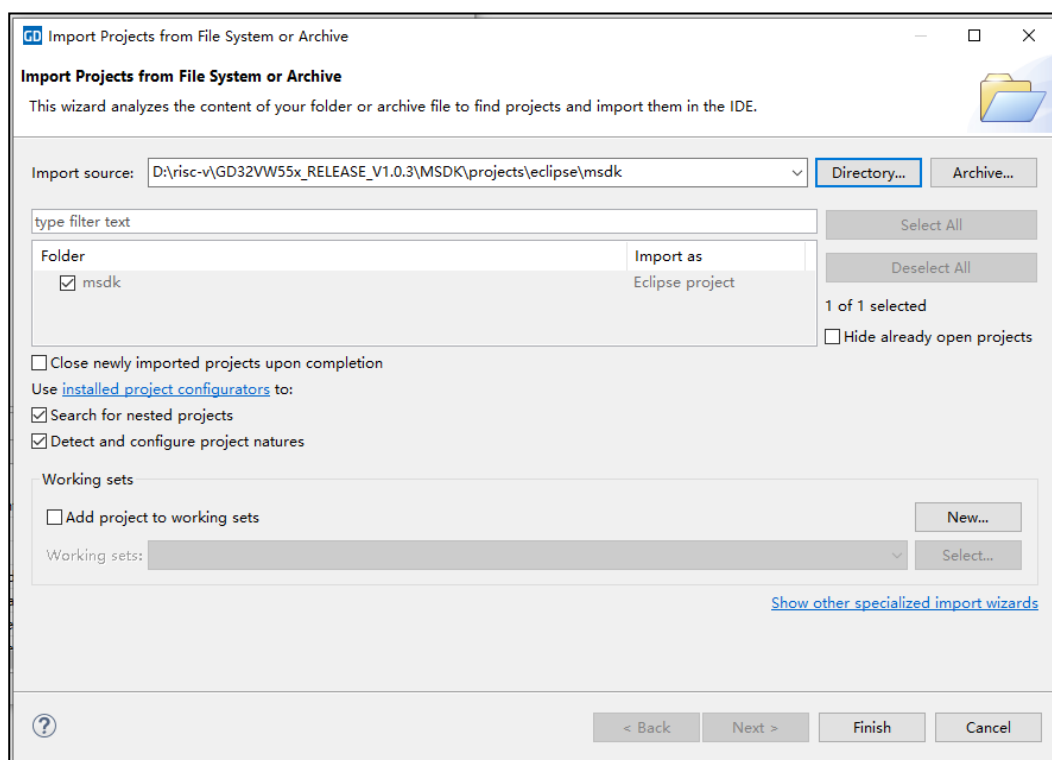 GD Import Projects from File System or Archive
Import Projects from File System or Archive
This wizard analyzes the content of your folder or archive file to find projects and import them in the IDE.
Import source: D:\risc-v\GD32VW55x_RELEASE_V1.0.3\MSDK\projects\eclipse\msdk Directory... Archive...
type filter text Select All
Folder Import as
Deselect All
msdk Eclipse project
1 of 1 selected
Hide already open projects
Close newly imported projects upon completion
Use installed project configurators to:
Search for nested projects
Detect and configure project natures
Working sets
Add project to working sets New...
Working sets: Select...
Show other specialized import wizards
? < Back Next > Finish Cancel